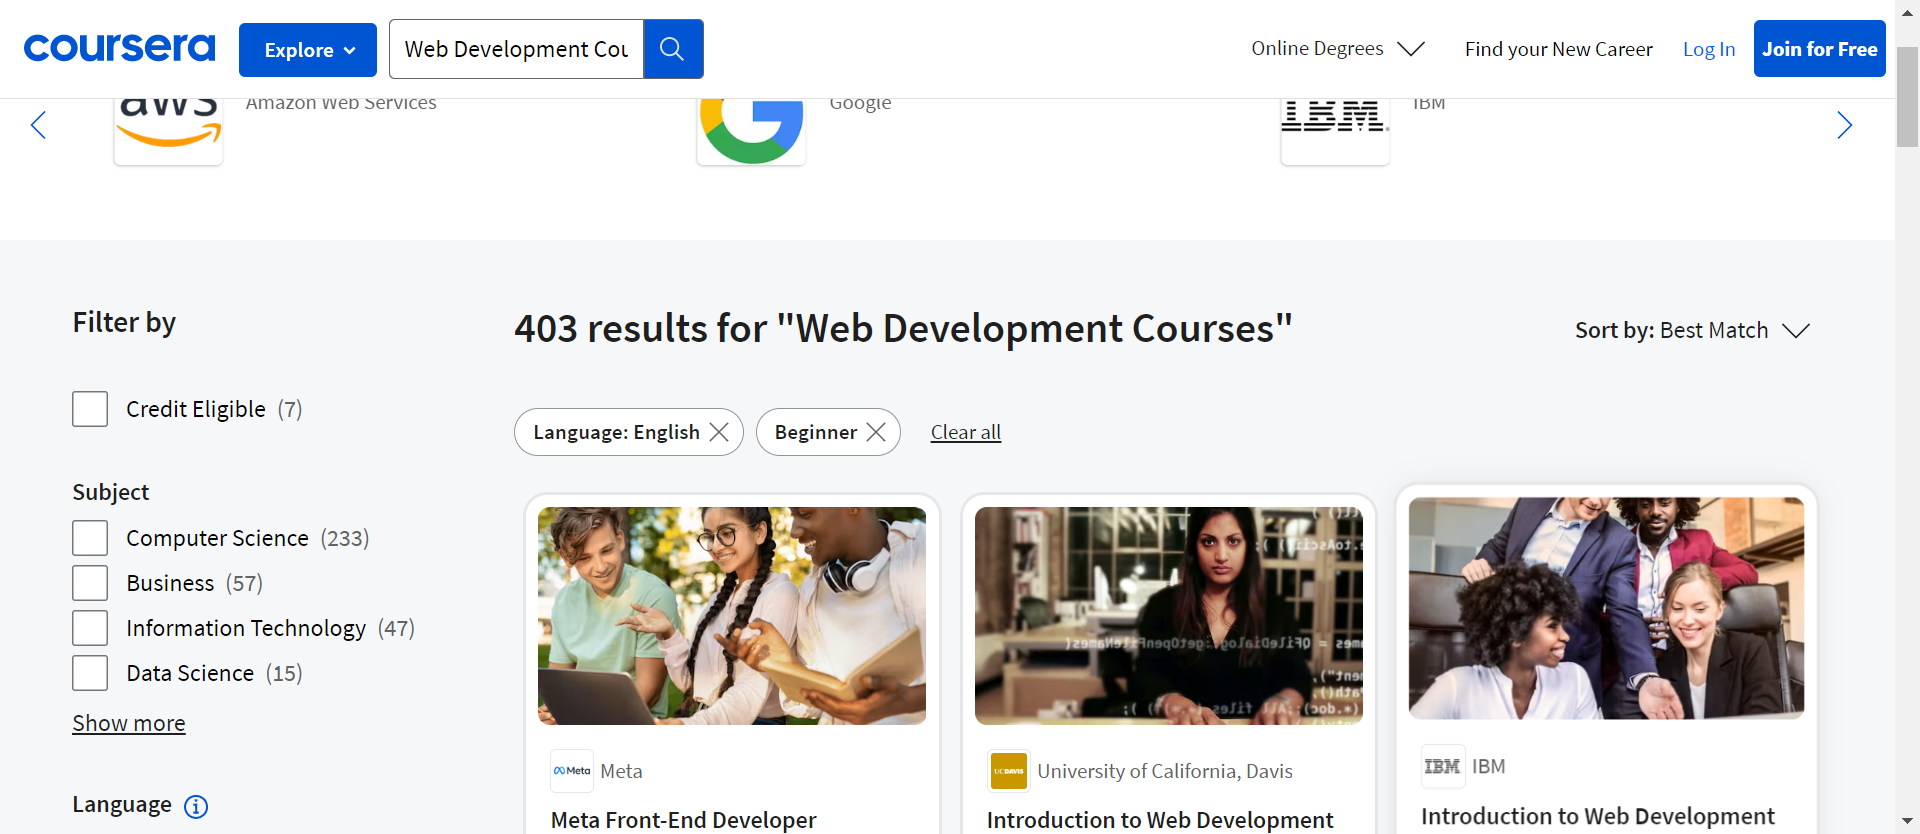 coursera
Explore
Web Development Cou
Online Degrees
Find your New Career
Log In
Join for Free
aws
Amazon Web Services
Google
IBM
IBM
Filter by
403 results for "Web Development Courses"
Sort by: Best Match
Credit Eligible (7)
Language: English
Beginner
Clear all
Subject
Computer Science (233)
Business (57)
Information Technology (47)
Data Science (15)
Show more
Language
Meta
Meta
Meta Front-End Developer
UCDAVIS
University of California, Davis
Introduction to Web Development
IBM
IBM
Introduction to Web Development